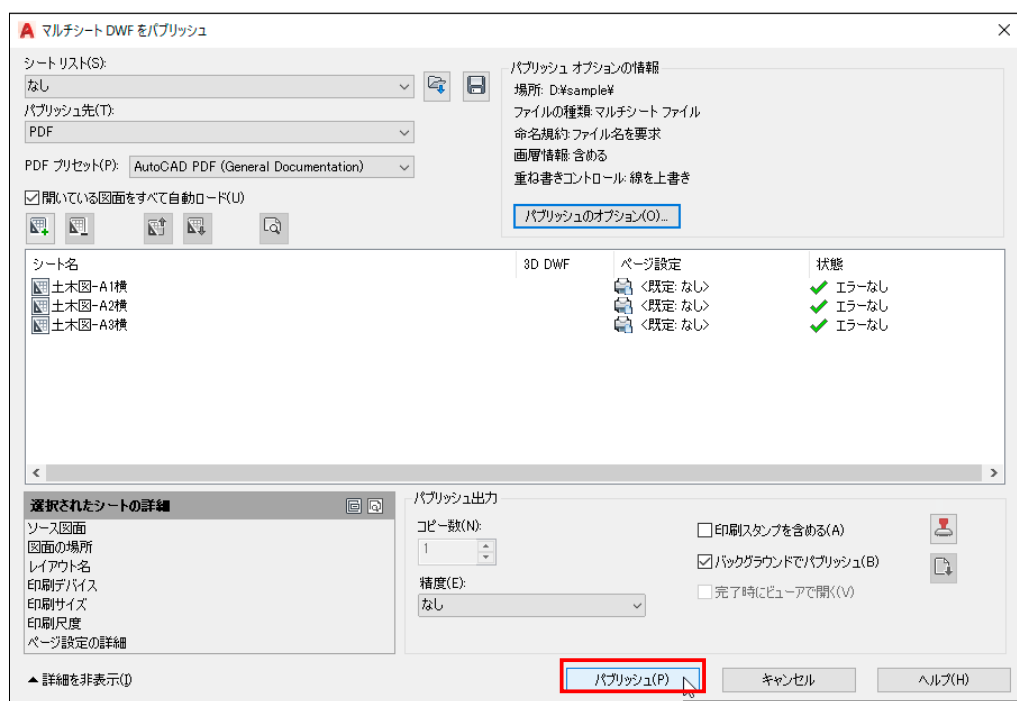 マルチシート DWF をパブリッシュ
シート リスト(S):
なし
パブリッシュ先(T):
PDF
PDF プリセット(P):
AutoCAD PDF (General Documentation)
開いている図面をすべて自動ロード(U)
パブリッシュ オプションの情報
場所: D:¥sample¥
ファイルの種類: マルチシート ファイル
命名規約: ファイル名を要求
画層情報: 含める
重ね書きコントロール: 線を上書き
パブリッシュのオプション(O)...
シート名 3D DWF ページ設定 状態
土木図-A1横 <既定: なし> エラーなし
土木図-A2横 <既定: なし> エラーなし
土木図-A3横 <既定: なし> エラーなし
選択されたシートの詳細
ソース図面
図面の場所
レイアウト名
印刷デバイス
印刷サイズ
印刷尺度
ページ設定の詳細
パブリッシュ出力
コピー数(N):
1
精度(E):
なし
印刷スタンプを含める(A)
バックグラウンドでパブリッシュ(B)
完了時にビューアで開く(V)
詳細を非表示(I)
パブリッシュ(P)
キャンセル
ヘルプ(H)